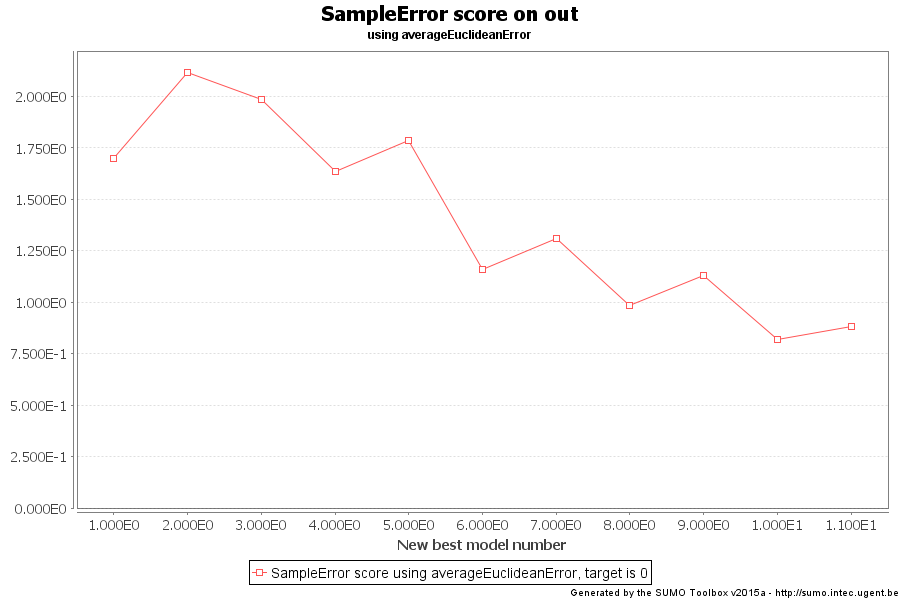 SampleError score on out
using averageEuclideanError
2.000E0
1.750E0
1.500E0
1.250E0
1.000E0
7.500E-1
5.000E-1
2.500E-1
0.000E0
1.000E0 2.000E0 3.000E0 4.000E0 5.000E0 6.000E0 7.000E0 8.000E0 9.000E0 1.000E1 1.100E1
New best model number
SampleError score using averageEuclideanError, target is 0
Generated by the SUMO Toolbox v2015a - http://sumo.intec.ugent.be